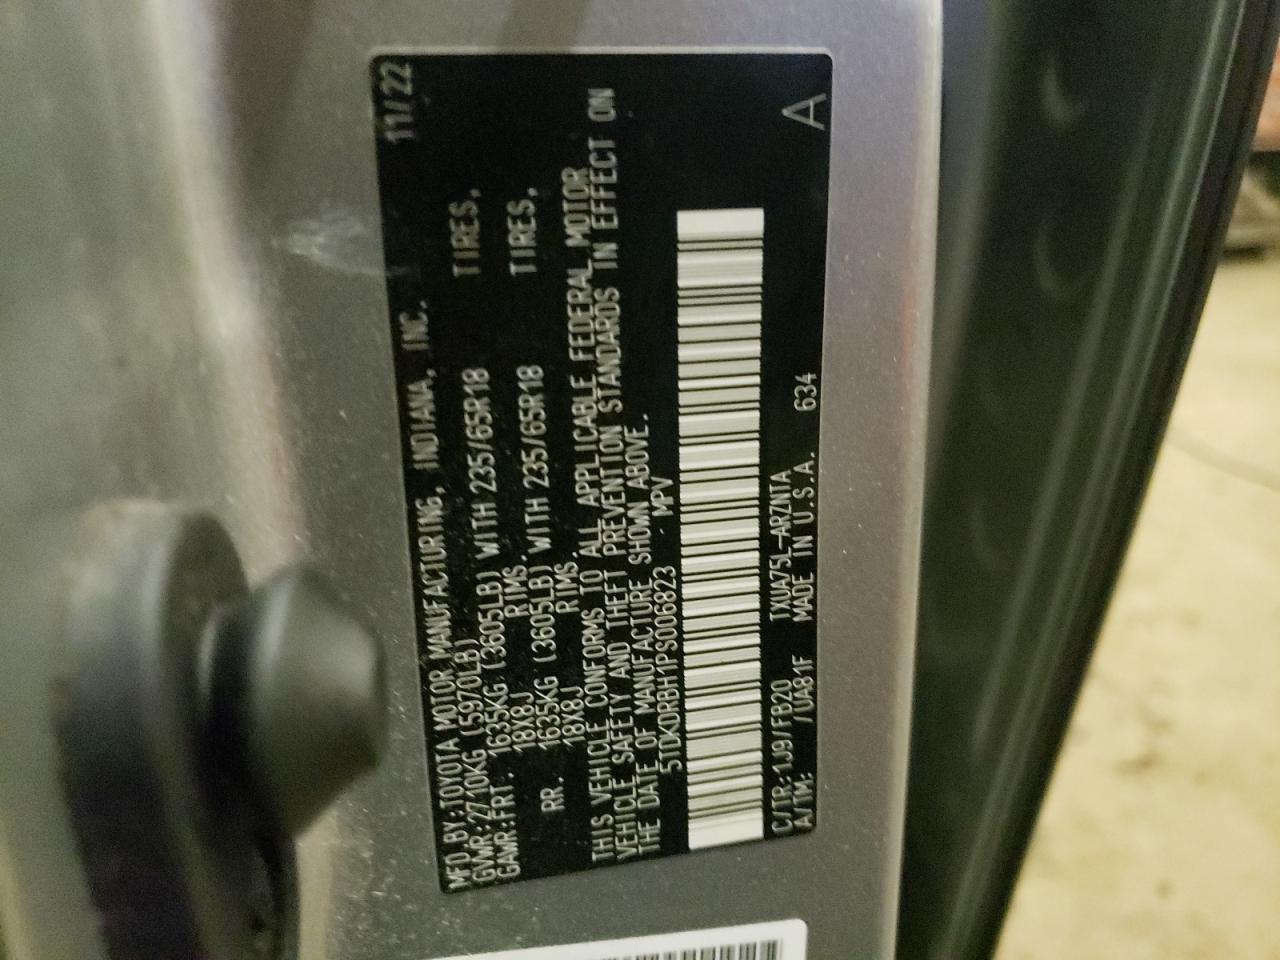 MFD.BY:TOYOTA MOTOR MANUFACTURING, INDIANA, INC. 11/22
GVWR:2710KG (5970LB)
GAWR:FRT. 1635KG (3605LB) WITH 235/65R18 TIRES,
18X8J RIMS.
RR. 1635KG (3605LB) WITH 235/65R18 TIRES,
18X8J RIMS.
THIS VEHICLE CONFORMS TO ALL APPLICABLE FEDERAL MOTOR
VEHICLE SAFETY AND THEFT PREVENTION STANDARDS IN EFFECT ON
THE DATE OF MANUFACTURE SHOWN ABOVE.
5TDKDRBH1PS006823 MPV
C/TR:1J9/FB20 TXUA75L-ARZNTA
A/TM: /UA81F MADE IN U.S.A. 634 A